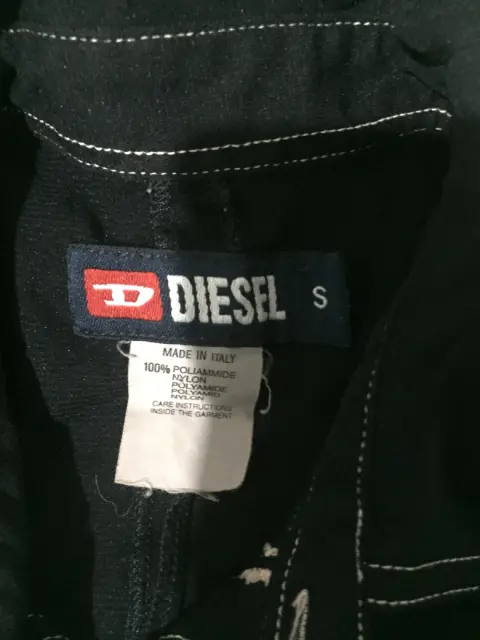 D DIESEL S
MADE IN ITALY
100% POLIAMMIDE
NYLON
POLYAMIDE
POLYAMID
NYLON
CARE INSTRUCTIONS
INSIDE THE GARMENT